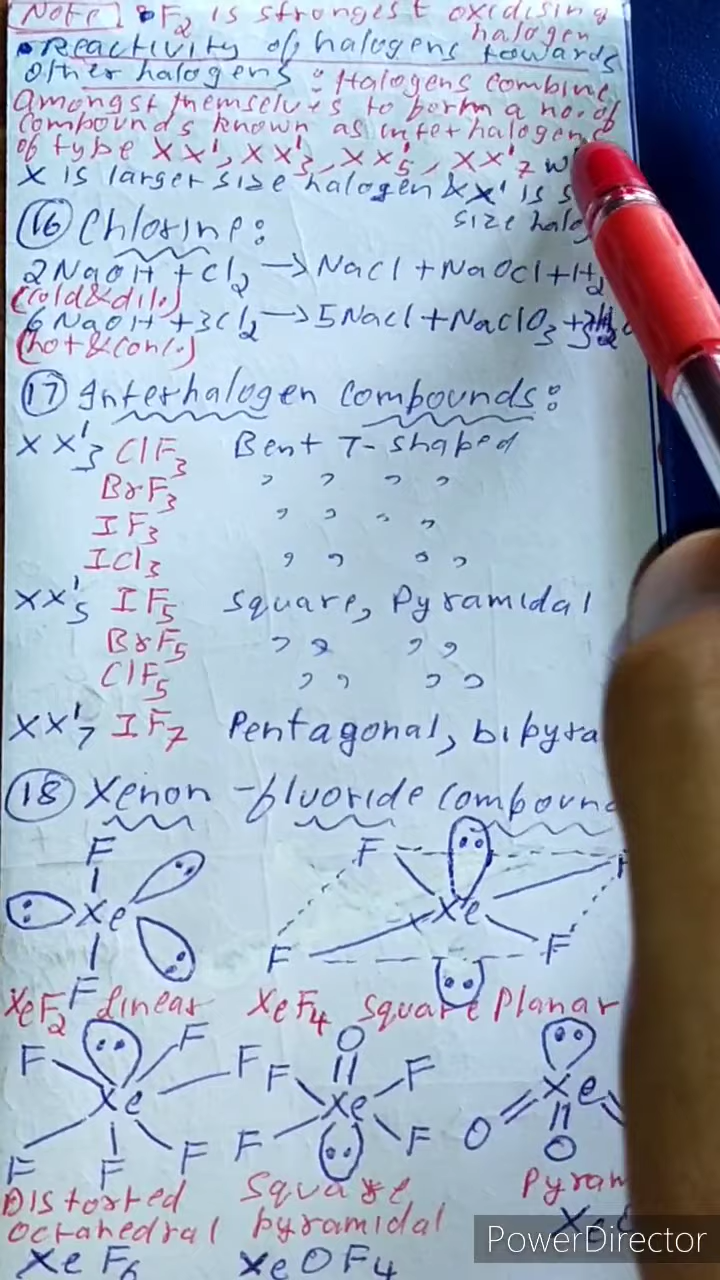 Note: F2 is strongest oxidising
halogen
• Reactivity of halogens towards
other halogens: Halogens combine
amongst themselves to form a no. of
compounds known as interhalogens
of type XX', XX'3, XX'5, XX'7
X is larger size halogen & X' is
size
(16) Chlorine:
2NaOH + Cl2 → NaCl + NaOCl + H2
(cold & dil.)
6NaOH + 3Cl2 → 5NaCl + NaClO3 +
(hot & conc.)
(17) Interhalogen compounds:
XX'3 ClF3 Bent T-shaped
BrF3 " "
IF3 " "
ICl3 " "
XX'5 IF5 Square, Pyramidal
BrF5 " "
ClF5 " "
XX'7 IF7 Pentagonal,
(18) Xenon-fluoride
F
Xe
F
F
Xe
F
F
XeF2 Linear
XeF4 Square Planar
F
F
F
Xe
F
F
F
O
F
F
Xe
F
F
Xe
O
O
Distorted
octahedral
XeF6
Square
pyramidal
XeOF4
PowerDirector